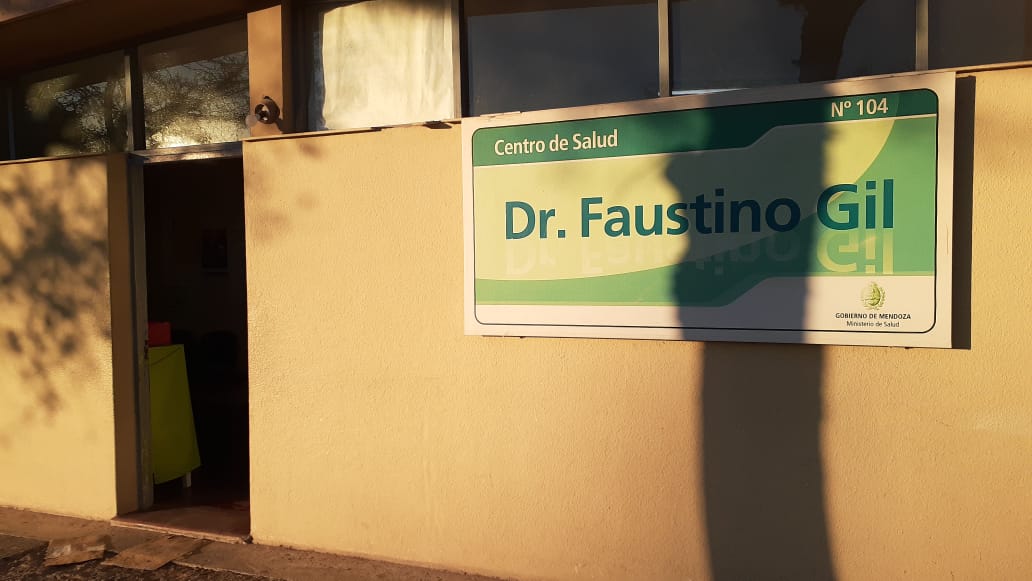 Centro de Salud
Nº 104
Dr. Faustino Gil
GOBIERNO DE MENDOZA
Ministerio de Salud